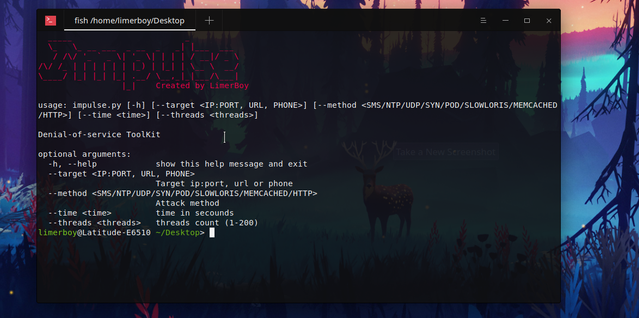 fish /home/limerboy/Desktop
Created by LimerBoy
usage: impulse.py [-h] [--target <IP:PORT, URL, PHONE>] [--method <SMS/NTP/UDP/SYN/POD/SLOWLORIS/MEMCACHED
/HTTP>] [--time <time>] [--threads <threads>]
Denial-of-service ToolKit
optional arguments:
-h, --help show this help message and exit
--target <IP:PORT, URL, PHONE>
Target ip:port, url or phone
--method <SMS/NTP/UDP/SYN/POD/SLOWLORIS/MEMCACHED/HTTP>
Attack method
--time <time> time in secounds
--threads <threads> threads count (1-200)
limerboy@Latitude-E6510 ~/Desktop>